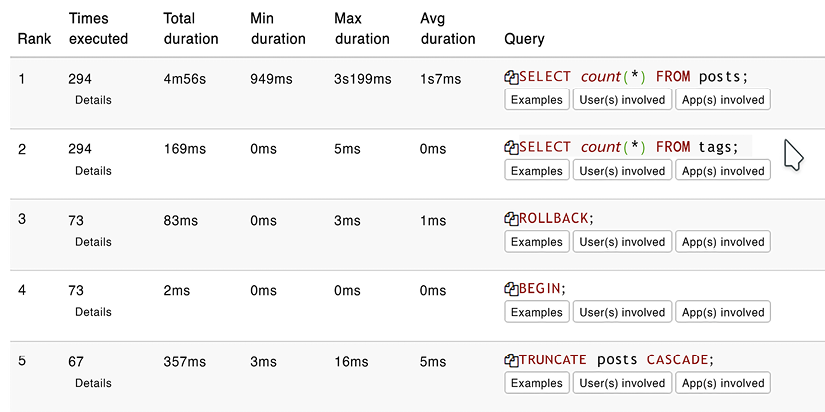 Rank Times executed Total duration Min duration Max duration Avg duration Query
1 294 4m56s 949ms 3s199ms 1s7ms SELECT count(*) FROM posts;
Details Examples User(s) involved App(s) involved
2 294 169ms 0ms 5ms 0ms SELECT count(*) FROM tags;
Details Examples User(s) involved App(s) involved
3 73 83ms 0ms 3ms 1ms ROLLBACK;
Details Examples User(s) involved App(s) involved
4 73 2ms 0ms 0ms 0ms BEGIN;
Details Examples User(s) involved App(s) involved
5 67 357ms 3ms 16ms 5ms TRUNCATE posts CASCADE;
Details Examples User(s) involved App(s) involved